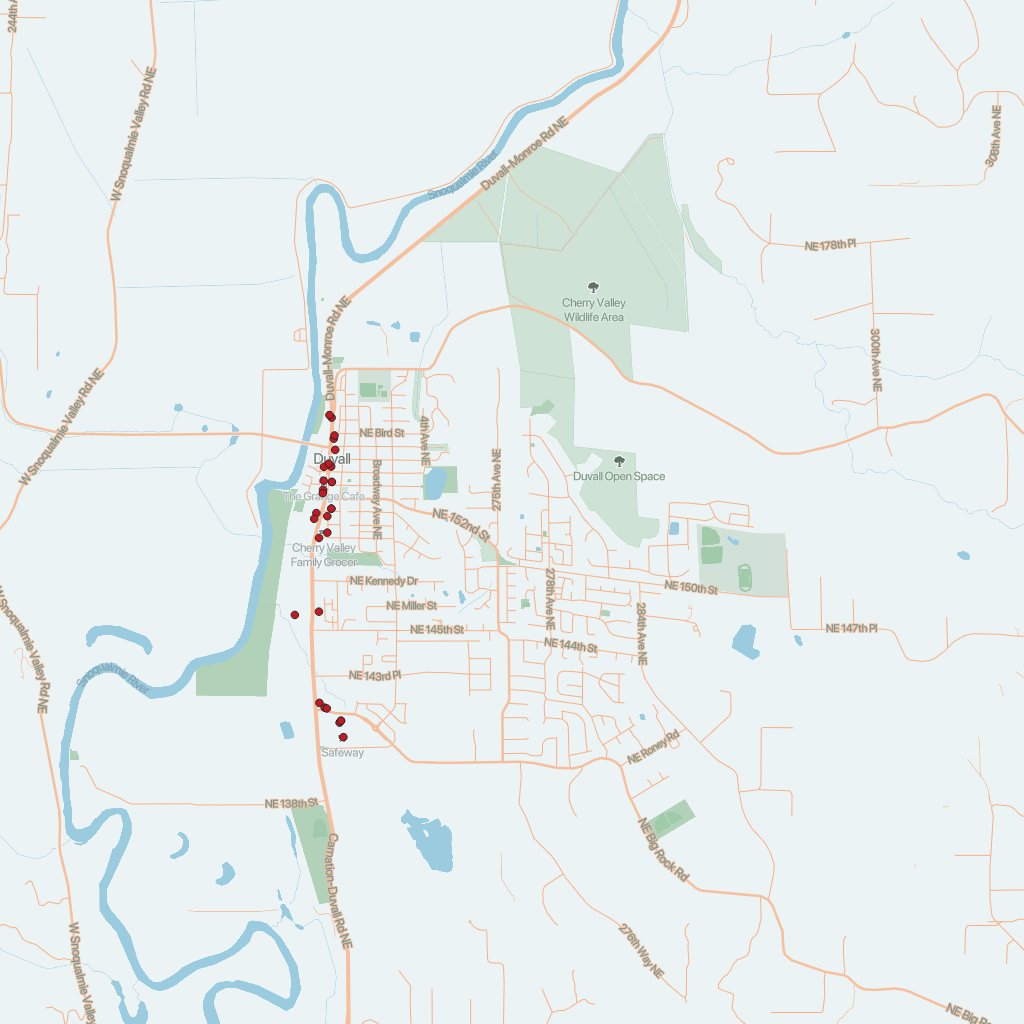 244th A
W Snoqualmie Valley Rd NE
Duvall-Monroe Rd NE
Snoqualmie River
308th Ave NE
NE 178th Pl
Cherry Valley
Wildlife Area
Duvall-Monroe Rd NE
300th Ave NE
W Snoqualmie Valley Rd NE
4th Ave NE
NE Bird St
Duvall
Broadway Ave NE
275th Ave NE
Duvall Open Space
The Grange Cafe
NE 152nd St
Cherry Valley
Family Grocer
NE Kennedy Dr
NE 150th St
278th Ave NE
NE Miller St
284th Ave NE
NE 145th St
NE 147th Pl
NE 144th St
W Snoqualmie Valley Rd NE
Snoqualmie River
NE 143rd Pl
Safeway
NE Roney Rd
NE 138th St
NE Big Rock Rd
Carnation-Duvall Rd NE
276th Way NE
W Snoqualmie Valley
NE Big R